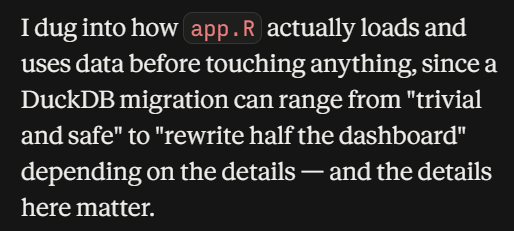 I dug into how app.R actually loads and
uses data before touching anything, since a
DuckDB migration can range from "trivial
and safe" to "rewrite half the dashboard"
depending on the details — and the details
here matter.